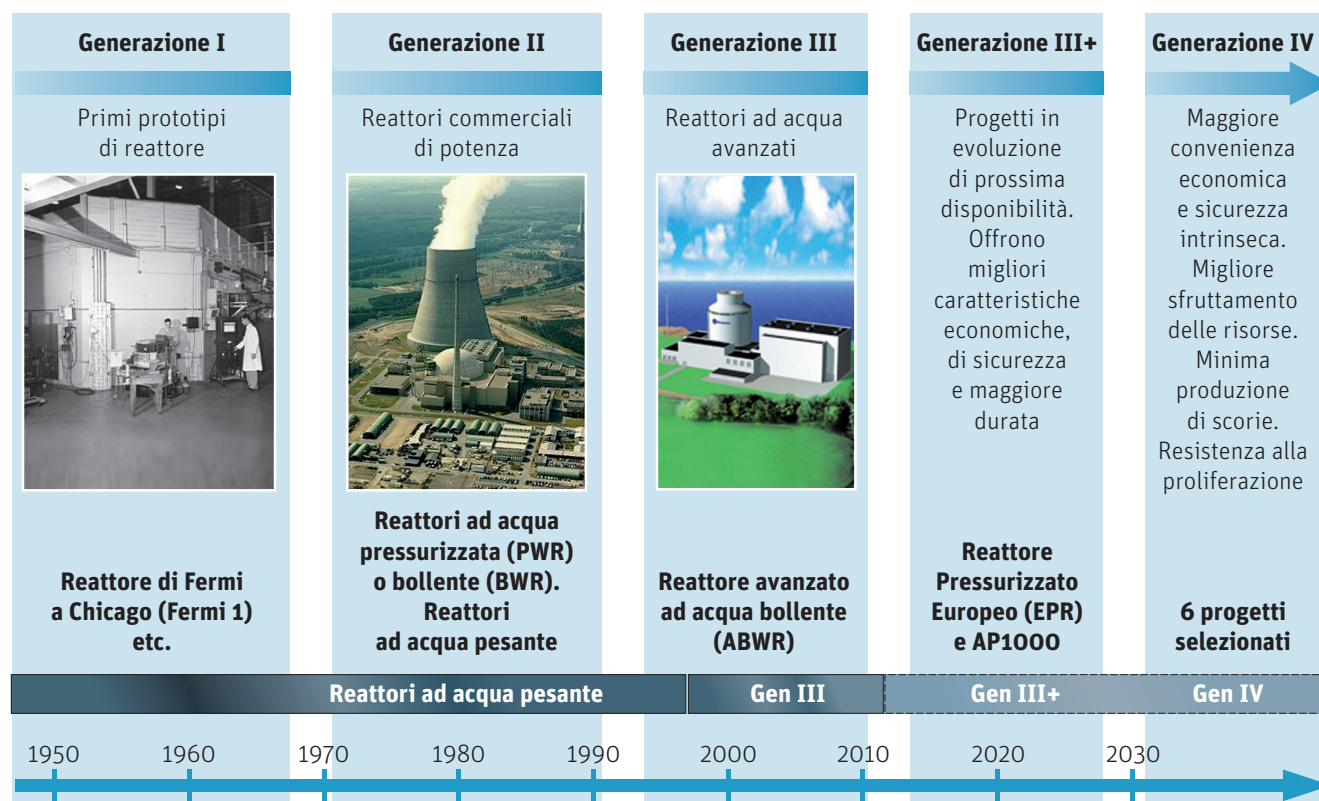 Generazione I
Primi prototipi
di reattore
Reattore di Fermi
a Chicago (Fermi 1)
etc.
Generazione II
Reattori commerciali
di potenza
Reattori ad acqua
pressurizzata (PWR)
o bollente (BWR).
Reattori
ad acqua pesante
Generazione III
Reattori ad acqua
avanzati
Reattore avanzato
ad acqua bollente
(ABWR)
Generazione III+
Progetti in
evoluzione
di prossima
disponibilità.
Offrono
migliori
caratteristiche
economiche,
di sicurezza
e maggiore
durata
Reattore
Pressurizzato
Europeo (EPR)
e AP1000
Generazione IV
Maggiore
convenienza
economica
e sicurezza
intrinseca.
Migliore
sfruttamento
delle risorse.
Minima
produzione
di scorie.
Resistenza alla
proliferazione
6 progetti
selezionati
Reattori ad acqua pesante
Gen III
Gen III+
Gen IV
1950 1960 1970 1980 1990 2000 2010 2020 2030